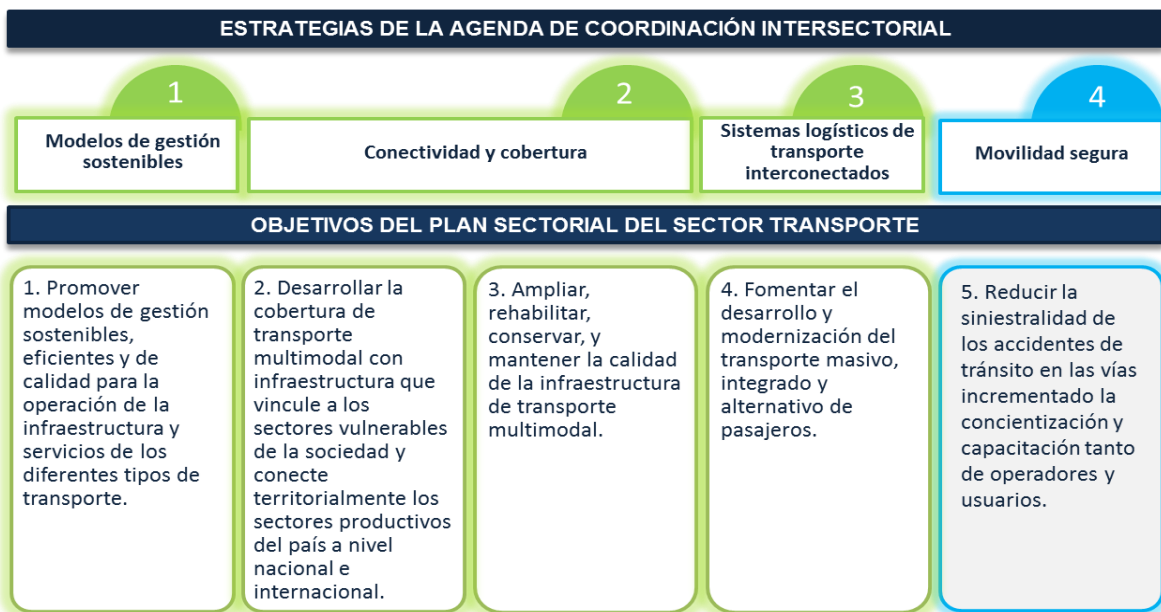 ESTRATEGIAS DE LA AGENDA DE COORDINACIÓN INTERSECTORIAL
1
Modelos de gestión
sostenibles
2
Conectividad y cobertura
3
Sistemas logísticos de
transporte
interconectados
4
Movilidad segura
OBJETIVOS DEL PLAN SECTORIAL DEL SECTOR TRANSPORTE
1. Promover
modelos de gestión
sostenibles,
eficientes y de
calidad para la
operación de la
infraestructura y
servicios de los
diferentes tipos de
transporte.
2. Desarrollar la
cobertura de
transporte
multimodal con
infraestructura que
vincule a los
sectores vulnerables
de la sociedad y
conecte
territorialmente los
sectores productivos
del país a nivel
nacional e
internacional.
3. Ampliar,
rehabilitar,
conservar, y
mantener la calidad
de la infraestructura
de transporte
multimodal.
4. Fomentar el
desarrollo y
modernización del
transporte masivo,
integrado y
alternativo de
pasajeros.
5. Reducir la
siniestralidad de
los accidentes de
tránsito en las vías
incrementado la
concientización y
capacitación tanto
de operadores y
usuarios.